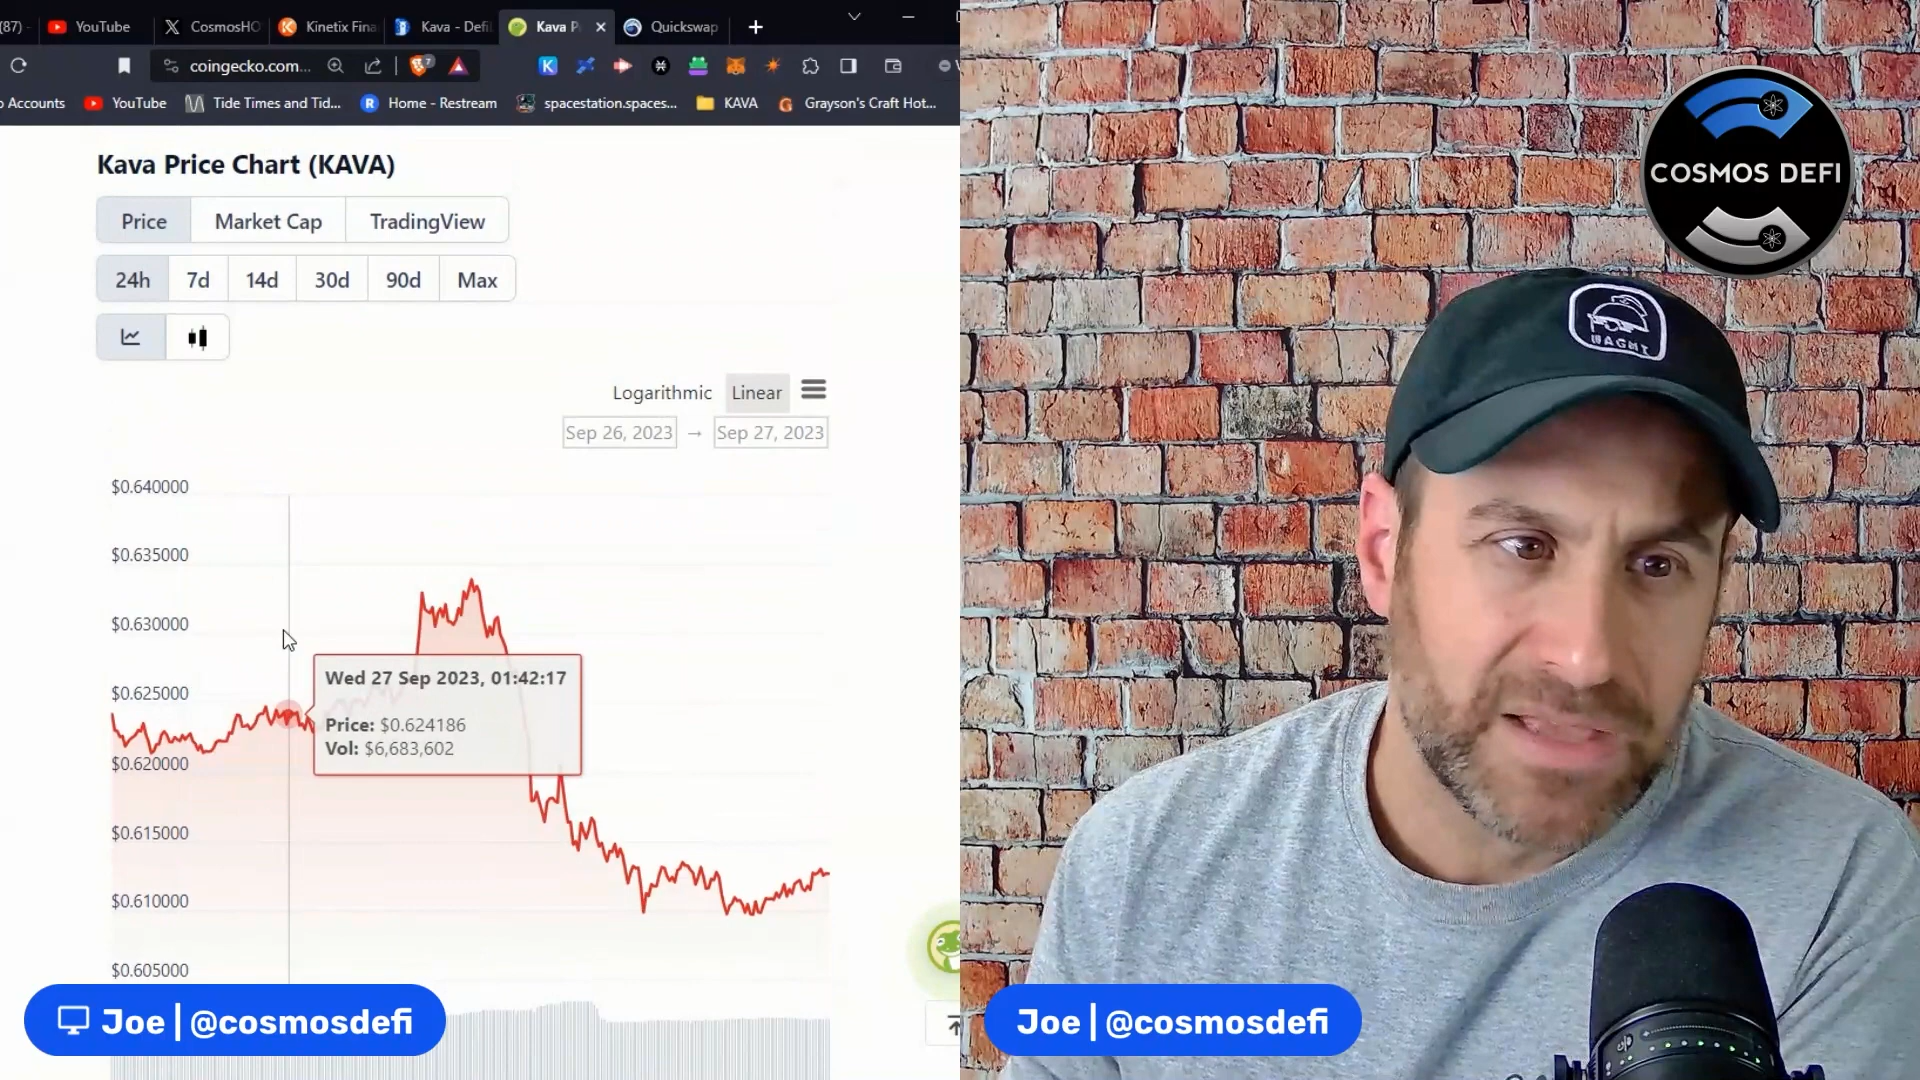 (87)
YouTube
CosmosHO
Kinetix Fina
Kava - Defi
Kava P
Quickswap
coingecko.com...
7
Accounts
YouTube
Tide Times and Tid...
Home - Restream
spacestation.spaces...
KAVA
Grayson's Craft Hot...
Kava Price Chart (KAVA)
Price
Market Cap
TradingView
24h
7d
14d
30d
90d
Max
Logarithmic
Linear
Sep 26, 2023 → Sep 27, 2023
$0.640000
$0.635000
$0.630000
$0.625000
$0.620000
$0.615000
$0.610000
$0.605000
Wed 27 Sep 2023, 01:42:17
Price: $0.624186
Vol: $6,683,602
Joe | @cosmosdefi
COSMOS DEFI
WAGMI
Joe | @cosmosdefi